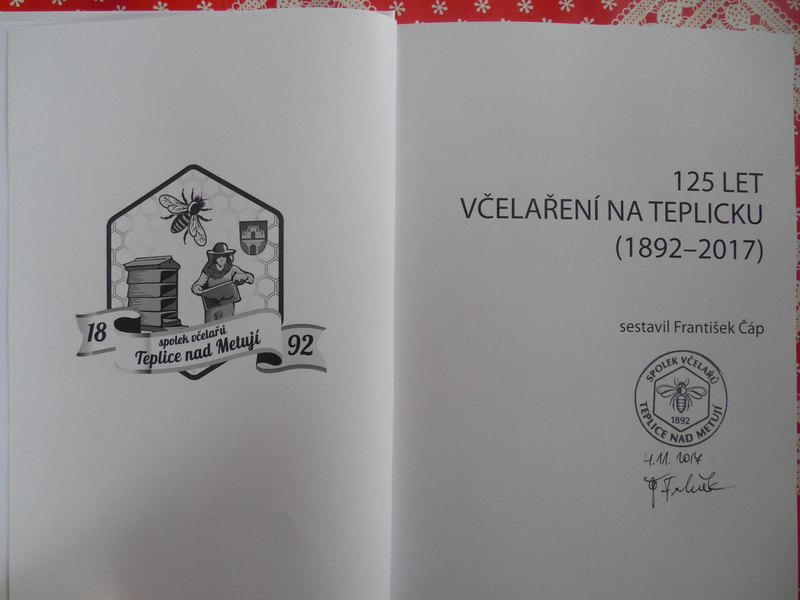 18
spolek včelařů
Teplice nad Metují
92
125 LET
VČELAŘENÍ NA TEPLICKU
(1892–2017)
sestavil František Čáp
SPOLEK VČELAŘŮ
1892
TEPLICE NAD METUJÍ
4.11. 2017